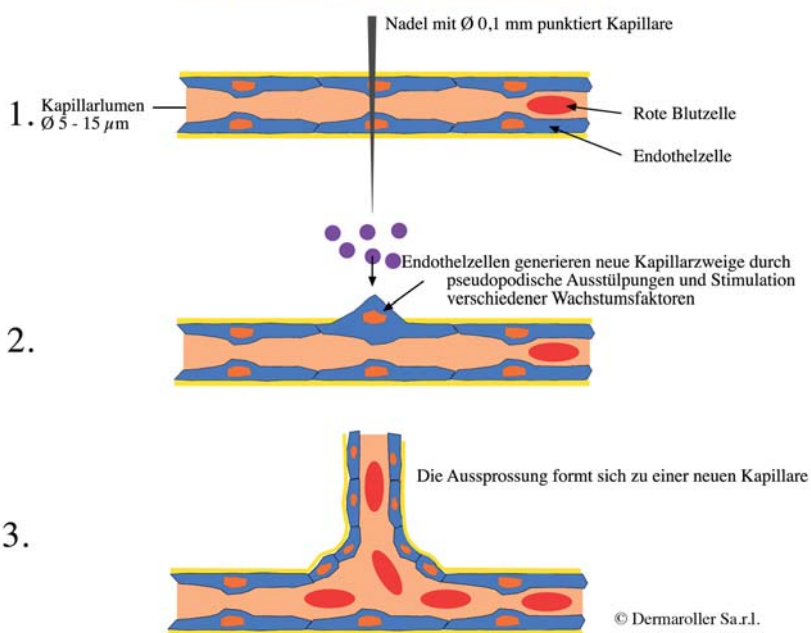 Nadel mit Ø 0,1 mm punktiert Kapillare
1.
Kapillarlumen
Ø 5 - 15 µm
Rote Blutzelle
Endothelzelle
Endothelzellen generieren neue Kapillarzweige durch
pseudopodische Ausstülpungen und Stimulation
verschiedener Wachstumsfaktoren
2.
Die Aussprossung formt sich zu einer neuen Kapillare
3.
© Dermaroller Sa.r.l.